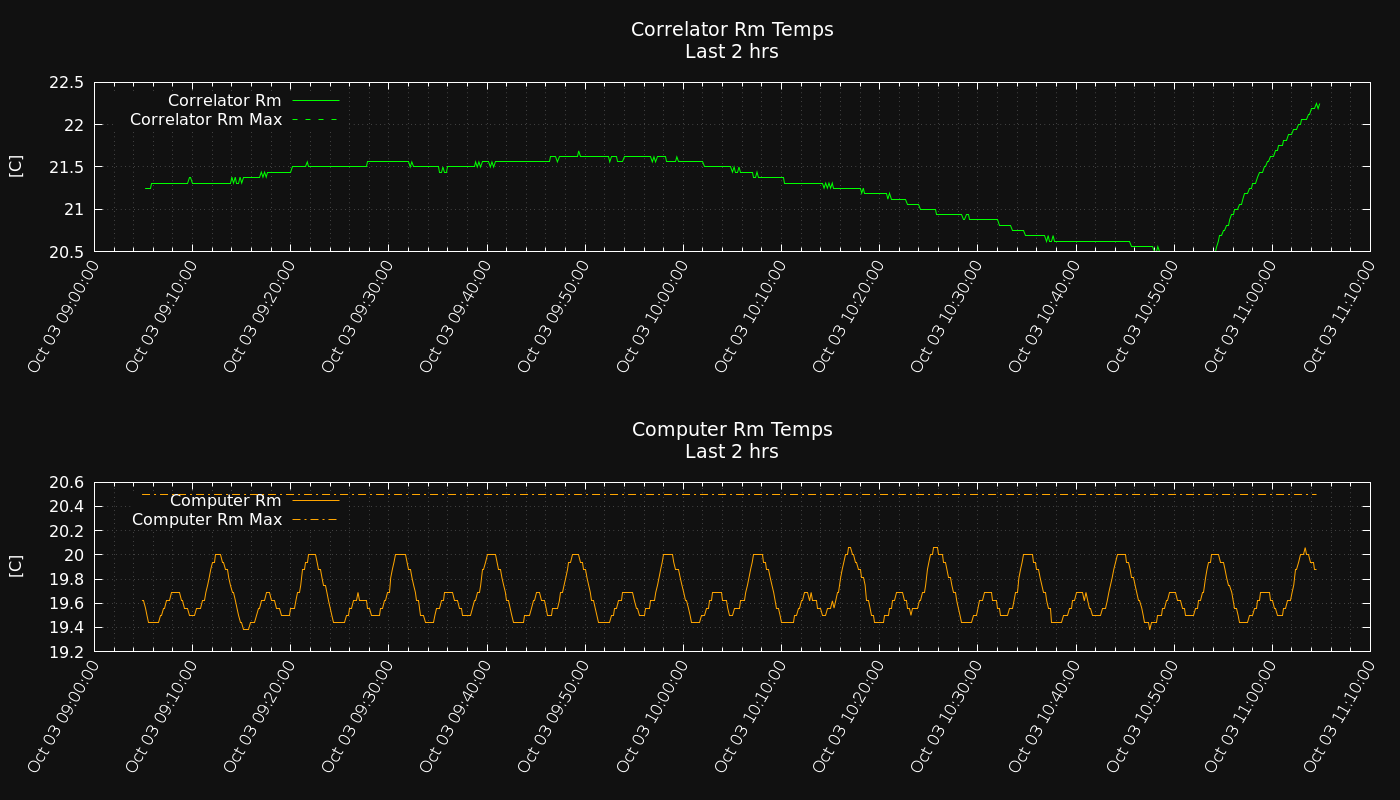 Correlator Rm Temps
Last 2 hrs
22.5
22
21.5
21
20.5
[C]
Correlator Rm
Correlator Rm Max
Oct 03 09:00:00
Oct 03 09:10:00
Oct 03 09:20:00
Oct 03 09:30:00
Oct 03 09:40:00
Oct 03 09:50:00
Oct 03 10:00:00
Oct 03 10:10:00
Oct 03 10:20:00
Oct 03 10:30:00
Oct 03 10:40:00
Oct 03 10:50:00
Oct 03 11:00:00
Oct 03 11:10:00
Computer Rm Temps
Last 2 hrs
20.6
20.4
20.2
20
19.8
19.6
19.4
19.2
[C]
Computer Rm
Computer Rm Max
Oct 03 09:00:00
Oct 03 09:10:00
Oct 03 09:20:00
Oct 03 09:30:00
Oct 03 09:40:00
Oct 03 09:50:00
Oct 03 10:00:00
Oct 03 10:10:00
Oct 03 10:20:00
Oct 03 10:30:00
Oct 03 10:40:00
Oct 03 10:50:00
Oct 03 11:00:00
Oct 03 11:10:00